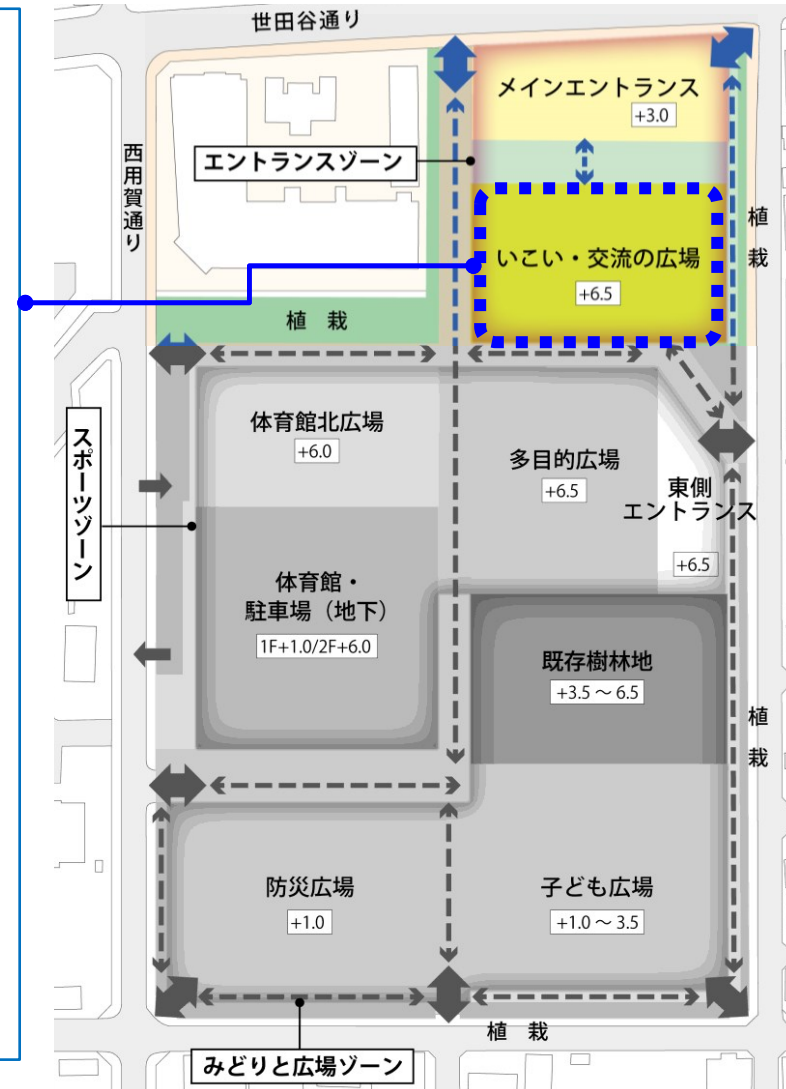 世田谷通り
メインエントランス
+3.0
西用賀通り
エントランスゾーン
植栽
いこい・交流の広場
+6.5
植　栽
体育館北広場
+6.0
多目的広場
+6.5
東側
エントランス
+6.5
スポーツゾーン
体育館・
駐車場（地下）
1F+1.0/2F+6.0
既存樹林地
+3.5～6.5
植栽
防災広場
+1.0
子ども広場
+1.0～3.5
植　栽
みどりと広場ゾーン